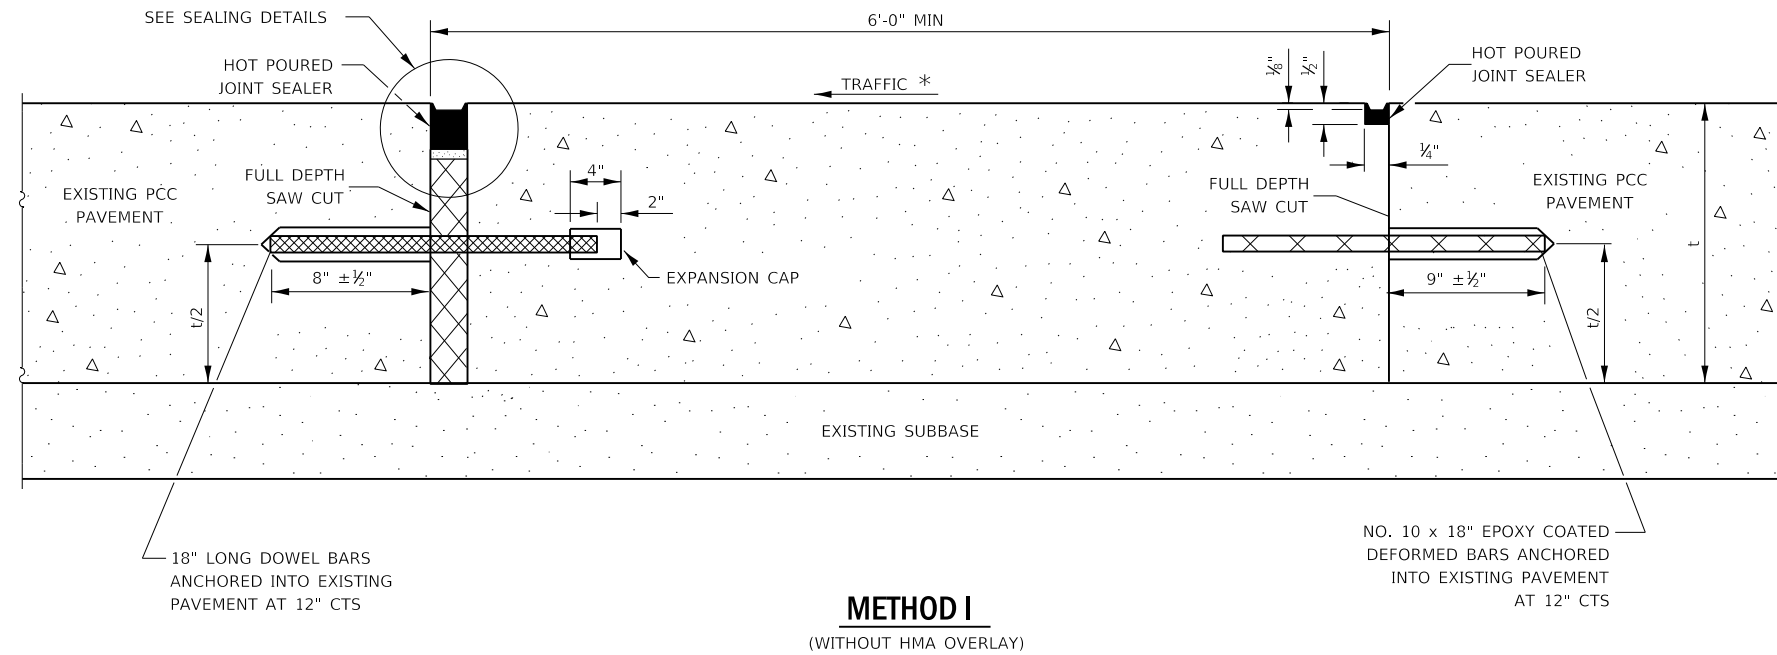 SEE SEALING DETAILS
6'-0" MIN
HOT POURED
JOINT SEALER
TRAFFIC *
⅛"
½"
HOT POURED
JOINT SEALER
EXISTING PCC
PAVEMENT
FULL DEPTH
SAW CUT
4"
2"
FULL DEPTH
SAW CUT
¼"
EXISTING PCC
PAVEMENT
t
EXPANSION CAP
8" ±½"
t/2
9" ±½"
t/2
EXISTING SUBBASE
18" LONG DOWEL BARS
ANCHORED INTO EXISTING
PAVEMENT AT 12" CTS
NO. 10 x 18" EPOXY COATED
DEFORMED BARS ANCHORED
INTO EXISTING PAVEMENT
AT 12" CTS
METHOD I
(WITHOUT HMA OVERLAY)